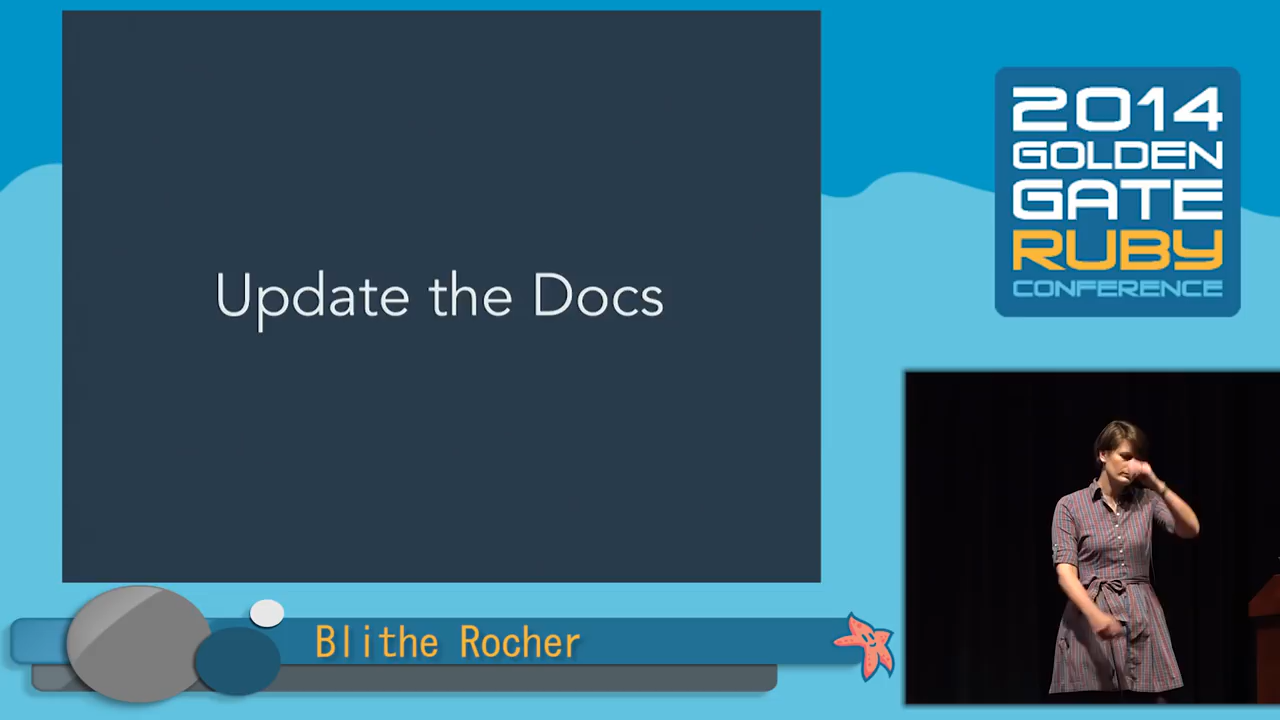 Update the Docs
2014
GOLDEN
GATE
RUBY
CONFERENCE
Blithe Rocher